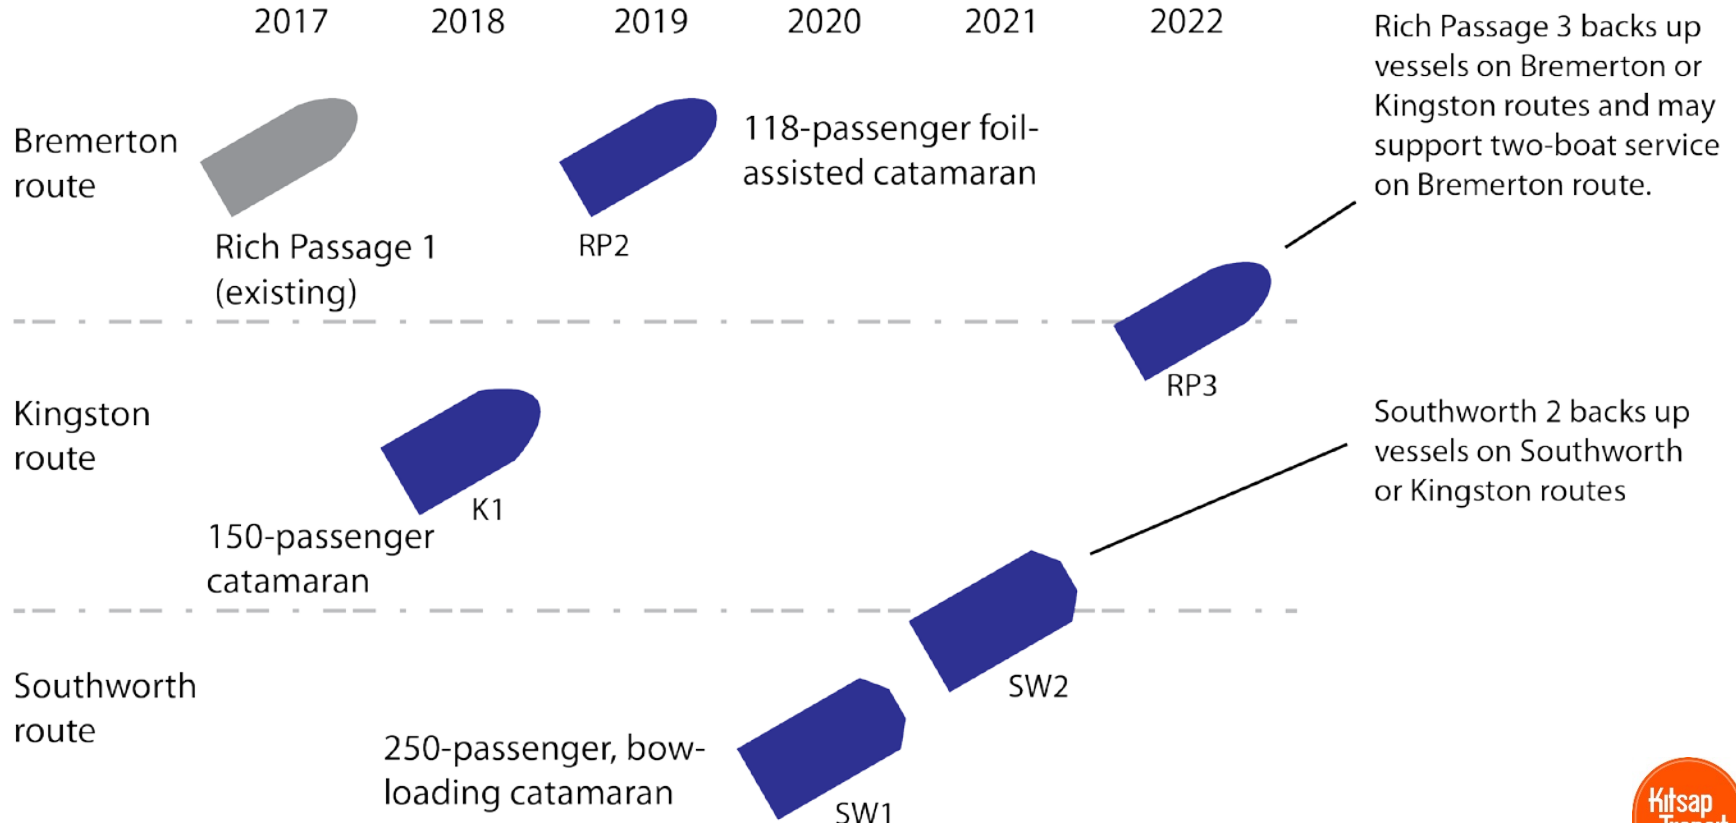 2017 2018 2019 2020 2021 2022
Rich Passage 3 backs up
vessels on Bremerton or
Kingston routes and may
support two-boat service
on Bremerton route.
Bremerton
route
118-passenger foil-
assisted catamaran
Rich Passage 1
(existing)
RP2
RP3
Kingston
route
K1
150-passenger
catamaran
Southworth 2 backs up
vessels on Southworth
or Kingston routes
SW2
Southworth
route
250-passenger, bow-
loading catamaran
SW1
Kitsap